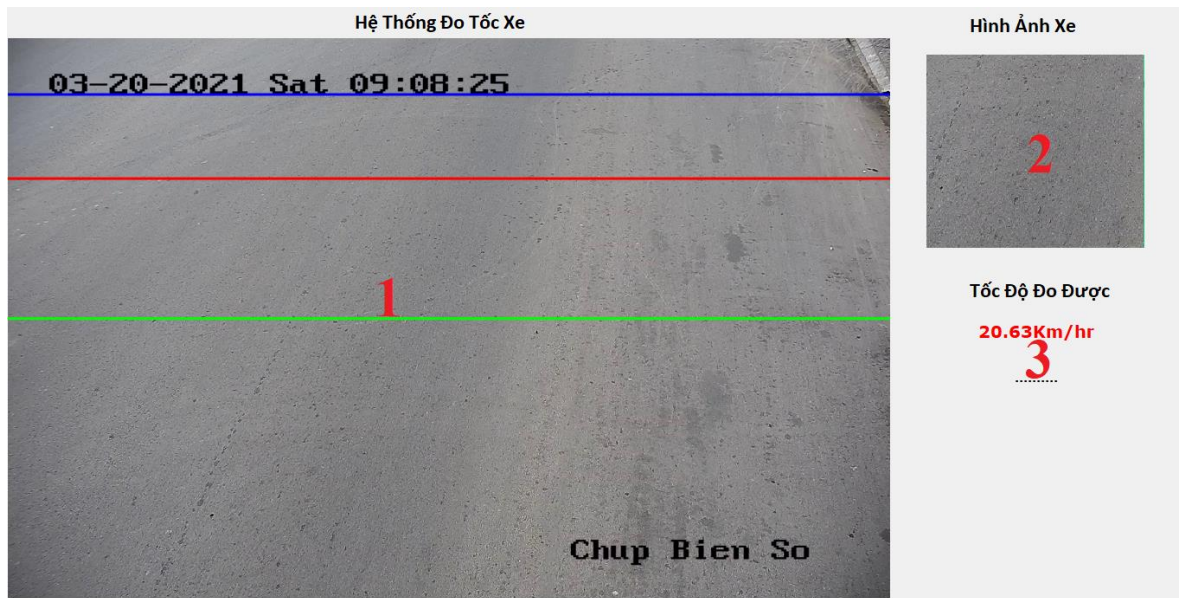 Hệ Thống Đo Tốc Xe
Hình Ảnh Xe
03-20-2021 Sat 09:08:25
1
2
Tốc Độ Đo Được
20.63Km/hr
3
..........
Chup Bien So